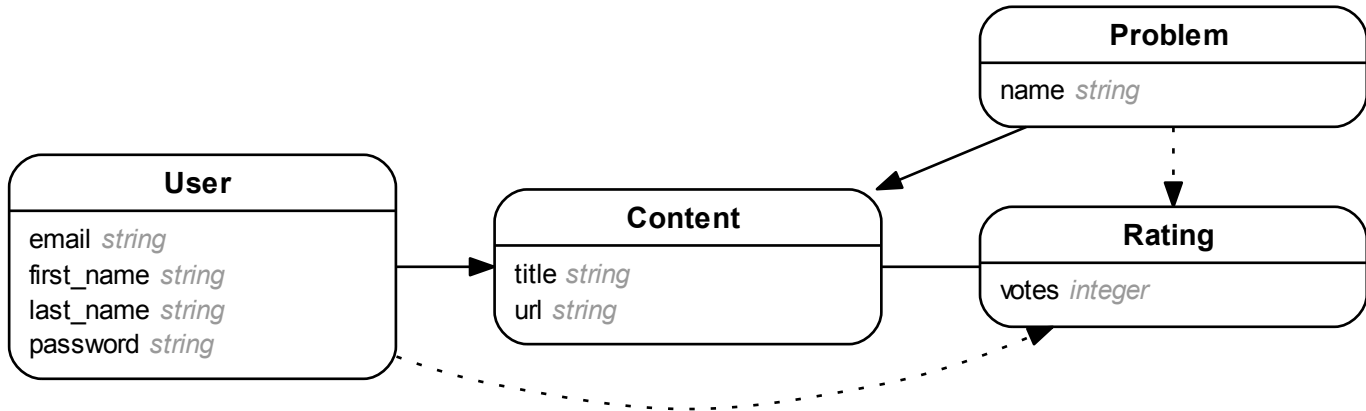 Problem
name string
User
email string
first_name string
last_name string
password string
Content
title string
url string
Rating
votes integer